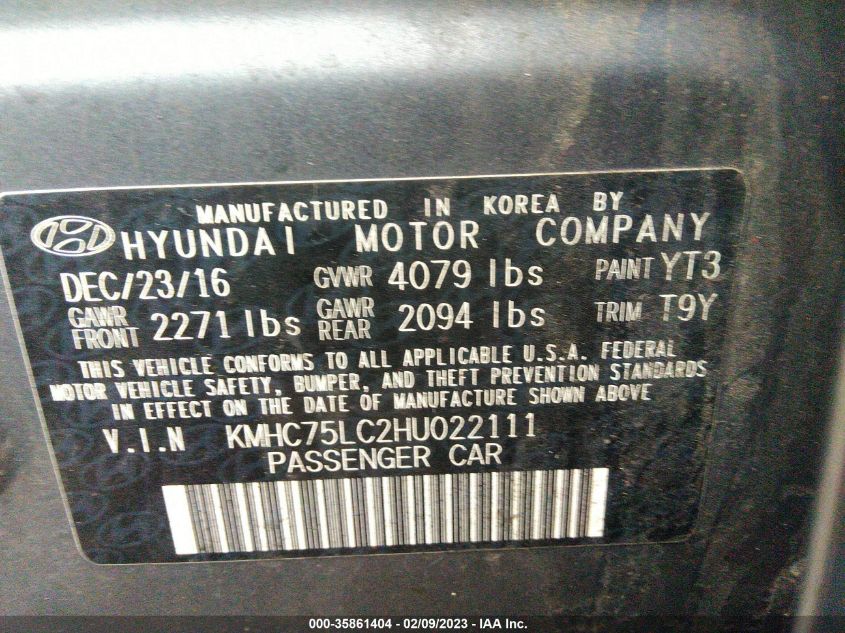 MANUFACTURED IN KOREA BY
HYUNDAI MOTOR COMPANY
DEC/23/16 GVWR 4079 lbs PAINT YT3
GAWR FRONT 2271 lbs GAWR REAR 2094 lbs TRIM T9Y
THIS VEHICLE CONFORMS TO ALL APPLICABLE U.S.A. FEDERAL
MOTOR VEHICLE SAFETY, BUMPER, AND THEFT PREVENTION STANDARDS
IN EFFECT ON THE DATE OF MANUFACTURE SHOWN ABOVE
V.I.N KMHC75LC2HU022111
PASSENGER CAR
000-35861404 - 02/09/2023 - IAA Inc.